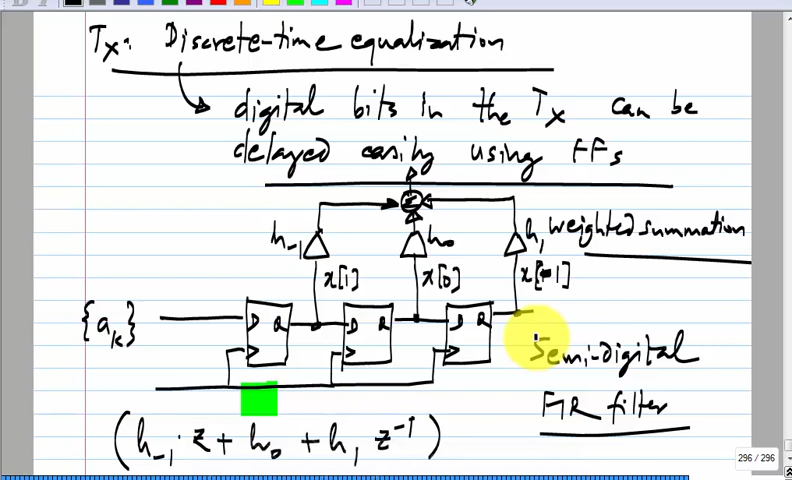 Tx: Discrete-time equalization
digital bits in the Tx can be
delayed easily using FFs
Σ
h-1
h0
h1 weighted summation
x[1]
x[0]
x[-1]
{ak}
D Q
D Q
D Q
Semi-digital
FIR filter
(h-1 · z + h0 + h1 z^-1)
296 / 296